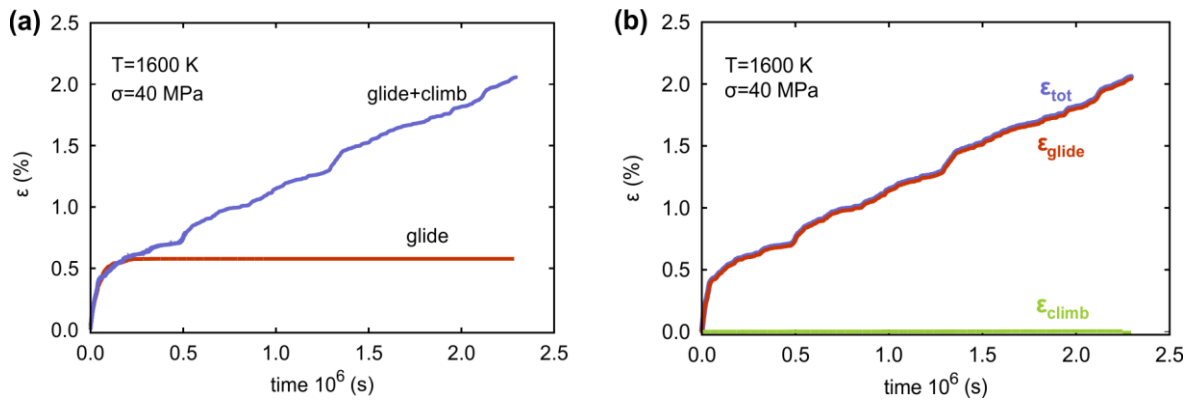 (a)
2.5
2.0
1.5
1.0
0.5
0.0
ε (%)
T=1600 K
σ=40 MPa
glide+climb
glide
0.0 0.5 1.0 1.5 2.0 2.5
time 10⁶ (s)
(b)
2.5
2.0
1.5
1.0
0.5
0.0
ε (%)
T=1600 K
σ=40 MPa
εtot
εglide
εclimb
0.0 0.5 1.0 1.5 2.0 2.5
time 10⁶ (s)